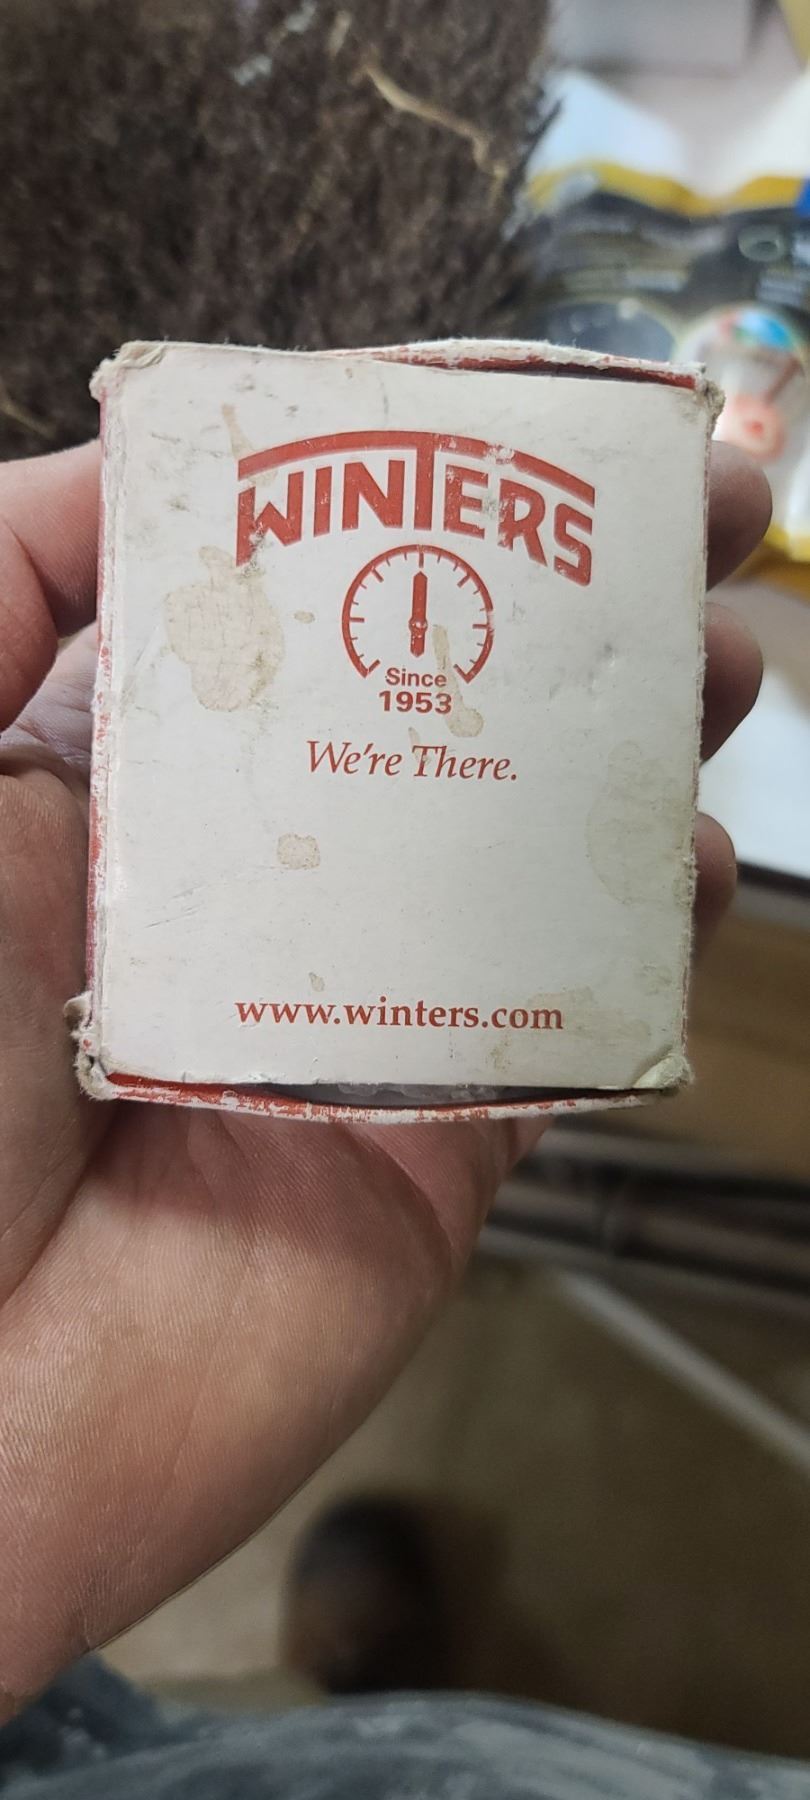 WINTERS
Since
1953
We're There.
www.winters.com